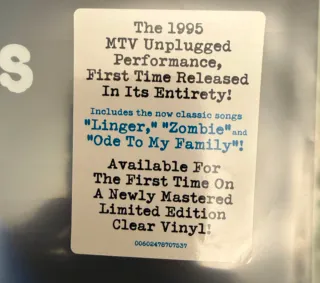 S
The 1995
MTV Unplugged
Performance,
First Time Released
In Its Entirety!
Includes the now classic songs
"Linger," "Zombie" and
"Ode To My Family"!
Available For
The First Time On
A Newly Mastered
Limited Edition
Clear Vinyl!
00602478707537